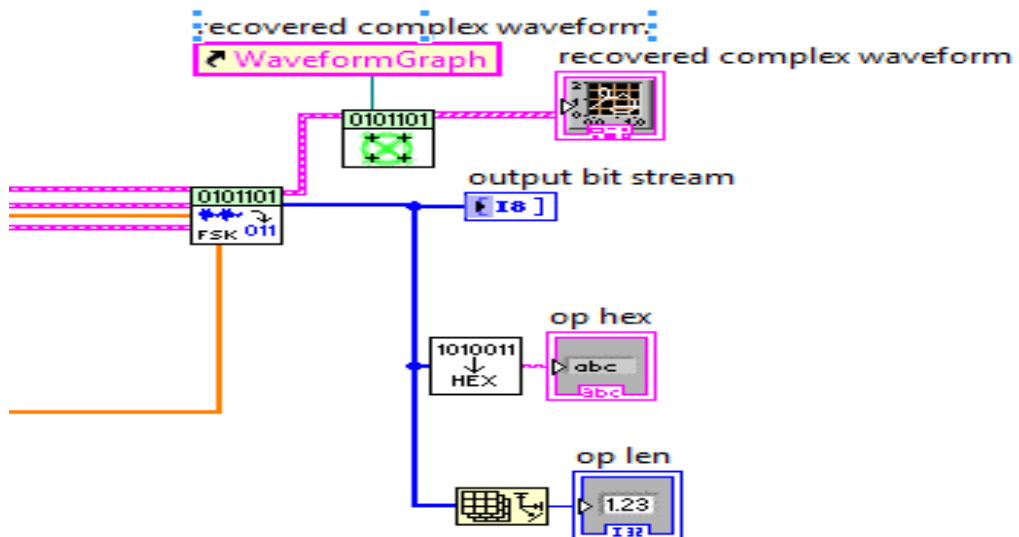 recovered complex waveform
WaveformGraph
recovered complex waveform
0101101
output bit stream
0101101
I8
FSK 011
op hex
1010011
HEX
abc
abc
op len
1.23
I32